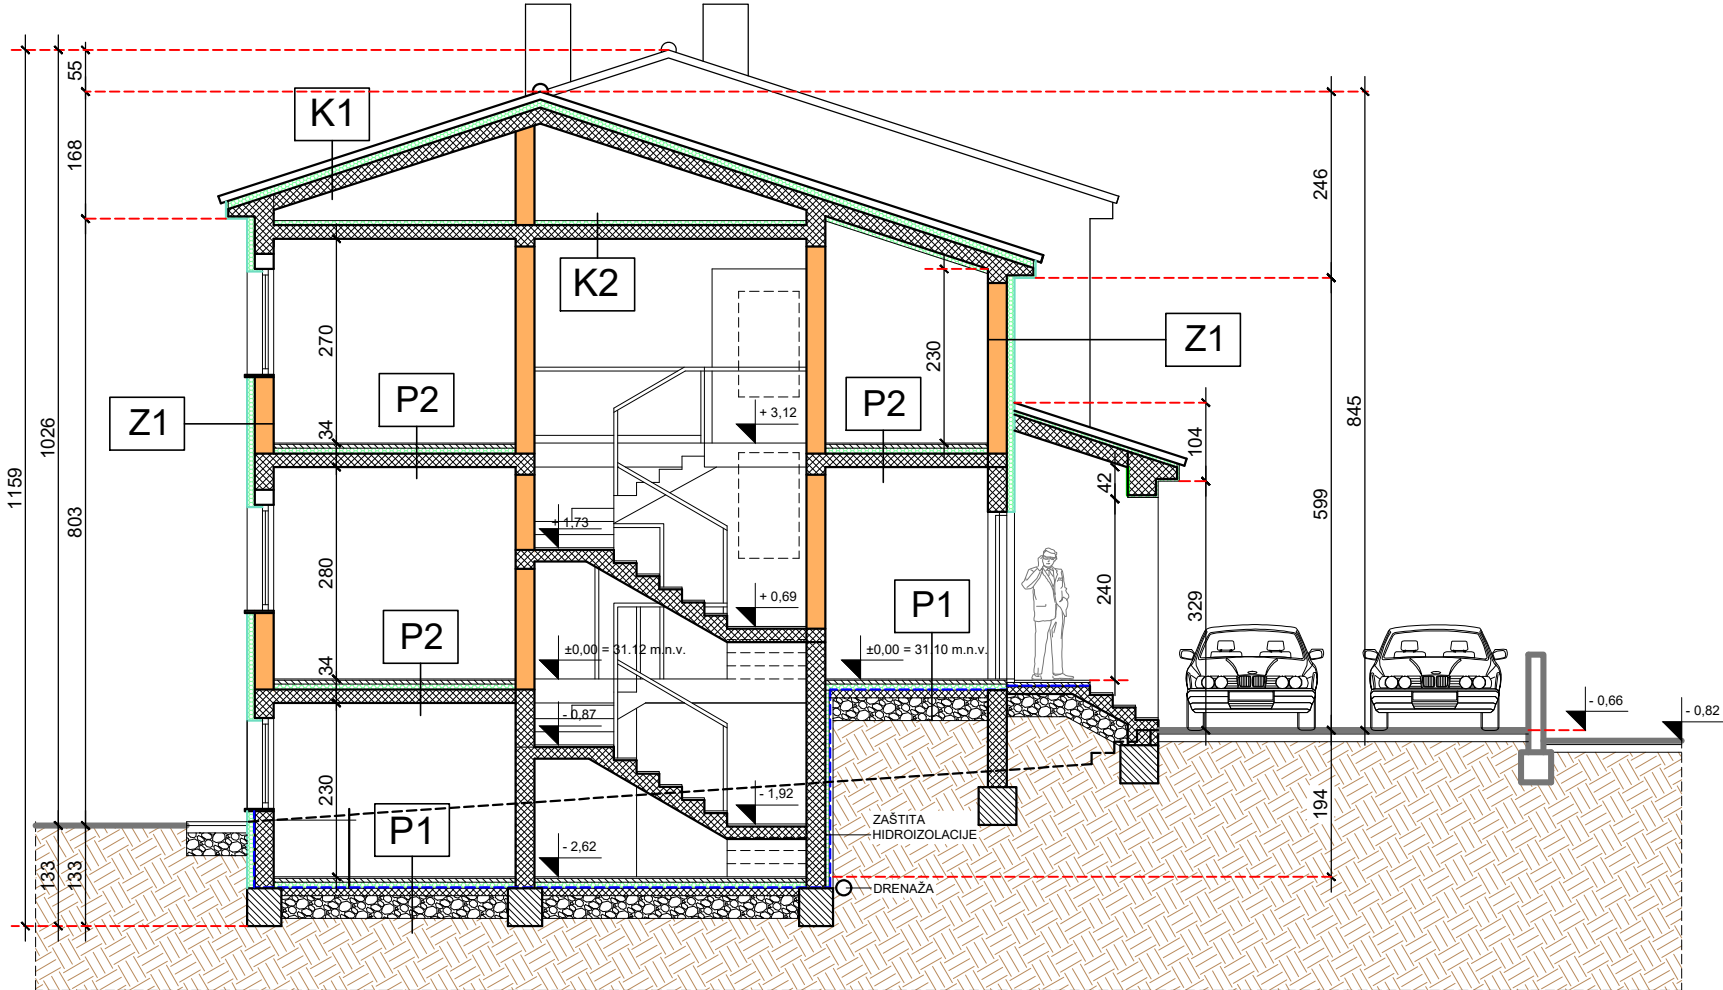 55
K1
168
246
K2
270
230
Z1
+ 3,12
P2
P2
Z1
34
104
845
1026
1159
803
42
599
+ 1,73
280
240
329
+ 0,69
P1
P2
±0,00 = 31.12 m.n.v.
±0,00 = 31.10 m.n.v.
34
- 0,87
- 0,66
- 0,82
230
- 1,92
194
ZAŠTITA
HIDROIZOLACIJE
P1
- 2,62
133
133
DRENAŽA